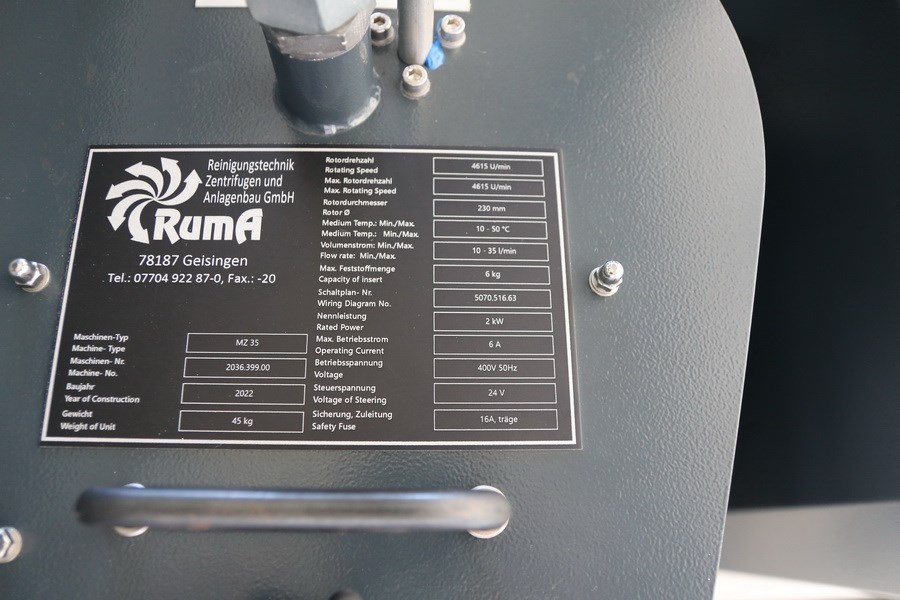 Reinigungstechnik
Zentrifugen und
Anlagenbau GmbH
RumA
78187 Geisingen
Tel.: 07704 922 87-0, Fax.: -20
Maschinen-Typ
Machine- Type
MZ 35
Maschinen- Nr.
Machine- No.
2036.399.00
Baujahr
Year of Construction
2022
Gewicht
Weight of Unit
45 kg
Rotordrehzahl
Rotating Speed
4615 U/min
Max. Rotordrehzahl
Max. Rotating Speed
4615 U/min
Rotordurchmesser
Rotor Ø
230 mm
Medium Temp.: Min./Max.
Medium Temp.: Min./Max.
10 - 50 °C
Volumenstrom: Min./Max.
Flow rate: Min./Max.
10 - 35 l/min
Max. Feststoffmenge
Capacity of insert
6 kg
Schaltplan- Nr.
Wiring Diagram No.
5070.516.63
Nennleistung
Rated Power
2 kW
Max. Betriebsstrom
Operating Current
6 A
Betriebsspannung
Voltage
400V 50Hz
Steuerspannung
Voltage of Steering
24 V
Sicherung, Zuleitung
Safety Fuse
16A, träge